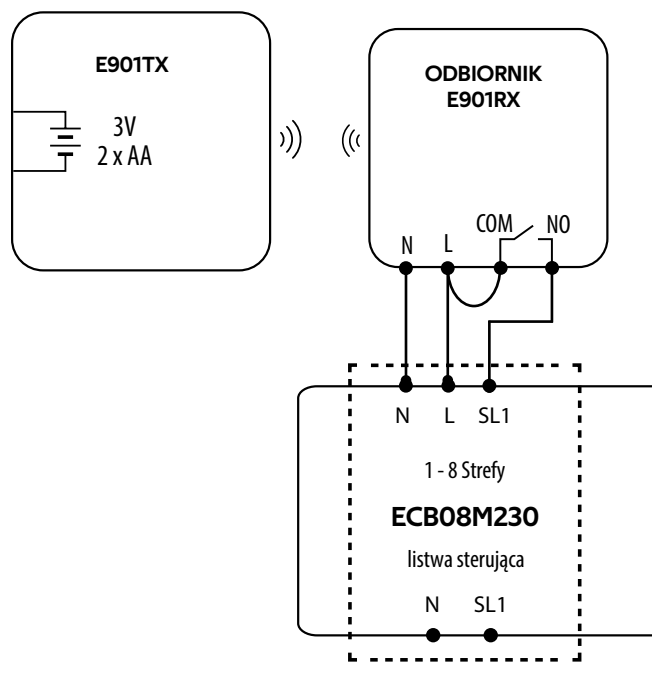 E901TX
3V
2 x AA
ODBIORNIK
E901RX
N L COM NO
N L SL1
1 - 8 Strefy
ECB08M230
listwa sterująca
N SL1